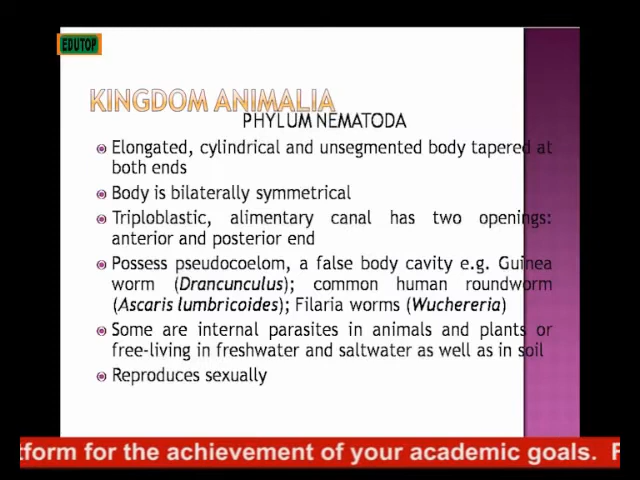 EDUTOP
KINGDOM ANIMALIA
PHYLUM NEMATODA
Elongated, cylindrical and unsegmented body tapered at
both ends
Body is bilaterally symmetrical
Triploblastic, alimentary canal has two openings:
anterior and posterior end
Possess pseudocoelom, a false body cavity e.g. Guinea
worm (Drancunculus); common human roundworm
(Ascaris lumbricoides); Filaria worms (Wuchereria)
Some are internal parasites in animals and plants or
free-living in freshwater and saltwater as well as in soil
Reproduces sexually
tform for the achievement of your academic goals. F